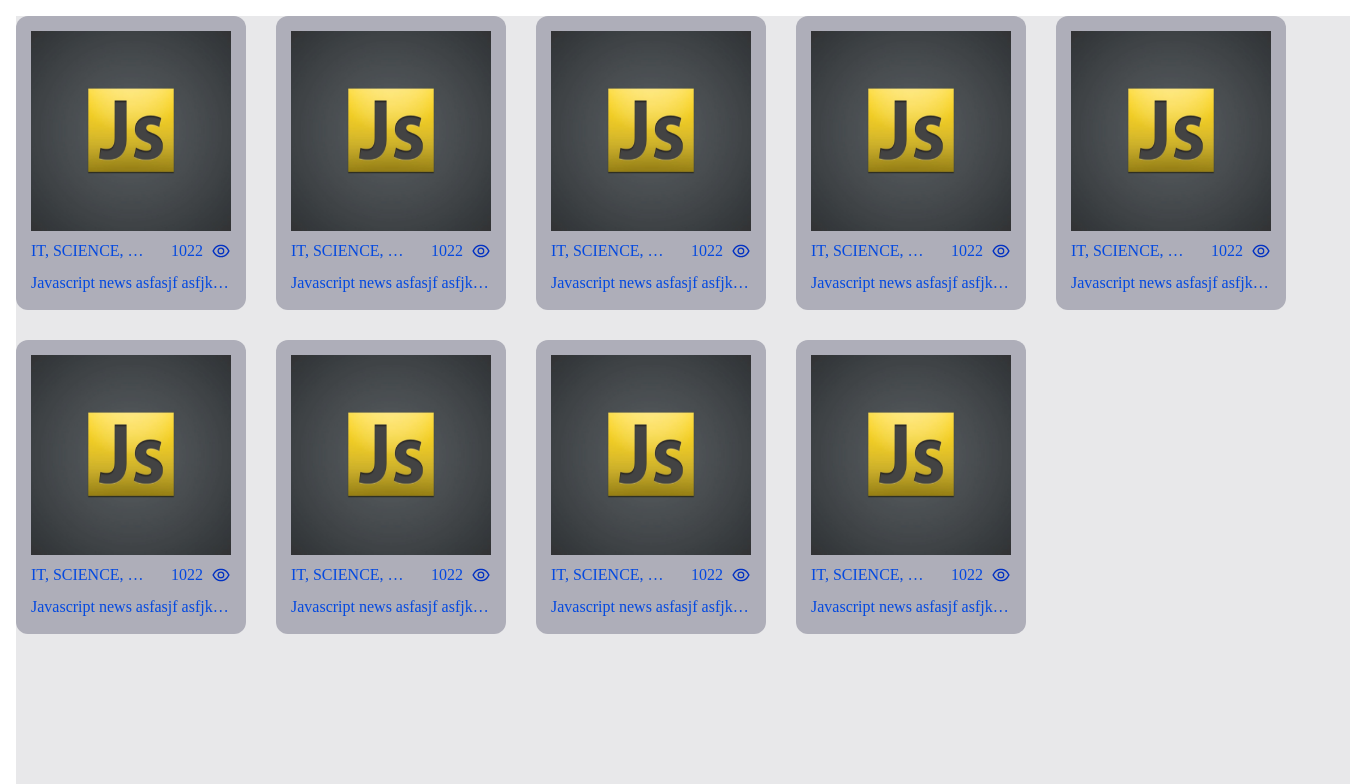 Js Js Js Js Js
IT, SCIENCE, … 1022 IT, SCIENCE, … 1022 IT, SCIENCE, … 1022 IT, SCIENCE, … 1022 IT, SCIENCE, … 1022
Javascript news asfasjf asfjk… Javascript news asfasjf asfjk… Javascript news asfasjf asfjk… Javascript news asfasjf asfjk… Javascript news asfasjf asfjk…
Js Js Js Js
IT, SCIENCE, … 1022 IT, SCIENCE, … 1022 IT, SCIENCE, … 1022 IT, SCIENCE, … 1022
Javascript news asfasjf asfjk… Javascript news asfasjf asfjk… Javascript news asfasjf asfjk… Javascript news asfasjf asfjk…